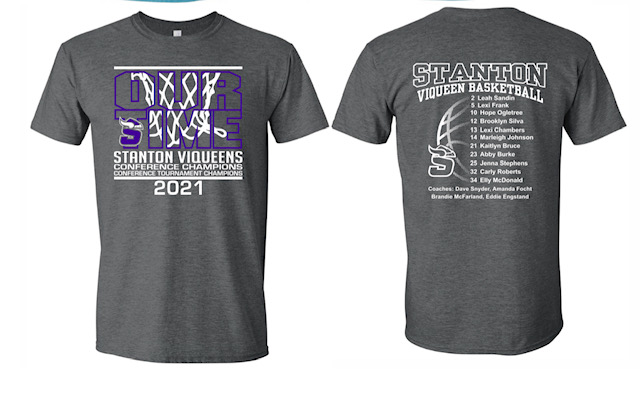 OUR
TIME
S
STANTON VIQUEENS
CONFERENCE CHAMPIONS
CONFERENCE TOURNAMENT CHAMPIONS
2021
STANTON
VIQUEEN BASKETBALL
2 Leah Sandin
5 Lexi Frank
10 Hope Ogletree
12 Brooklyn Silva
13 Lexi Chambers
14 Marleigh Johnson
21 Kaitlyn Bruce
23 Abby Burke
25 Jenna Stephens
32 Carly Roberts
34 Elly McDonald
S
Coaches: Dave Snyder, Amanda Focht
Brandie McFarland, Eddie Engstand